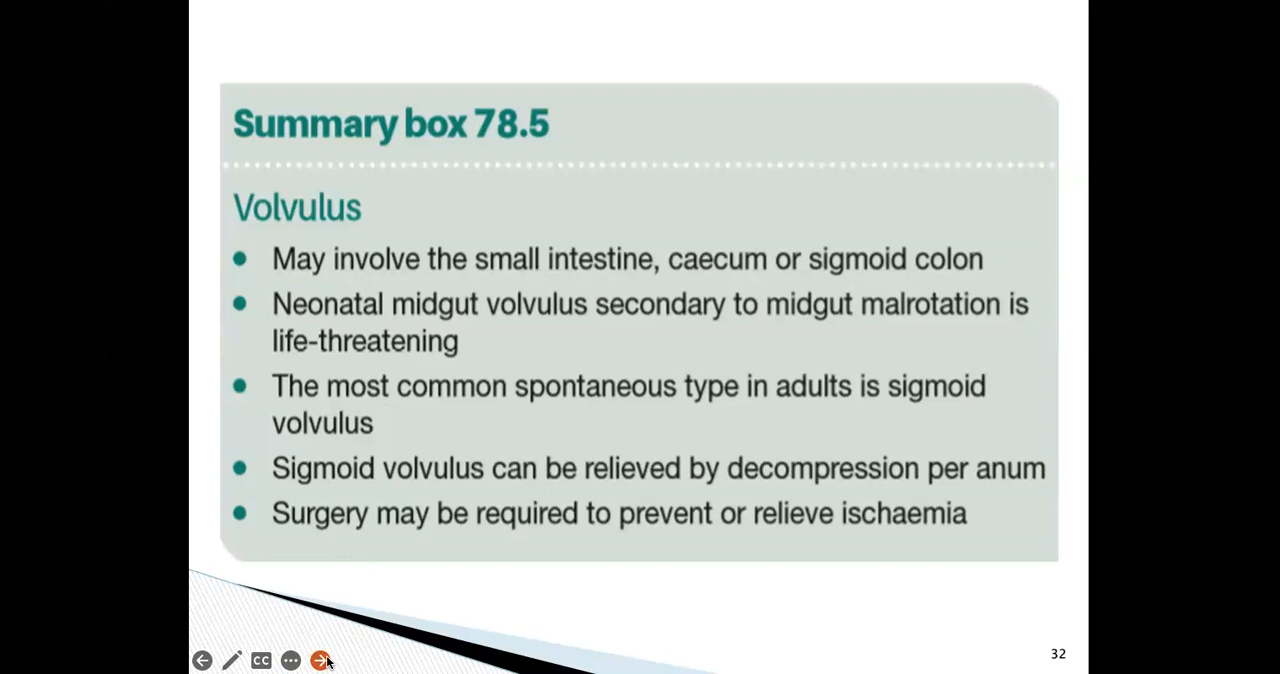 Summary box 78.5
Volvulus
May involve the small intestine, caecum or sigmoid colon
Neonatal midgut volvulus secondary to midgut malrotation is
life-threatening
The most common spontaneous type in adults is sigmoid
volvulus
Sigmoid volvulus can be relieved by decompression per anum
Surgery may be required to prevent or relieve ischaemia
CC
32